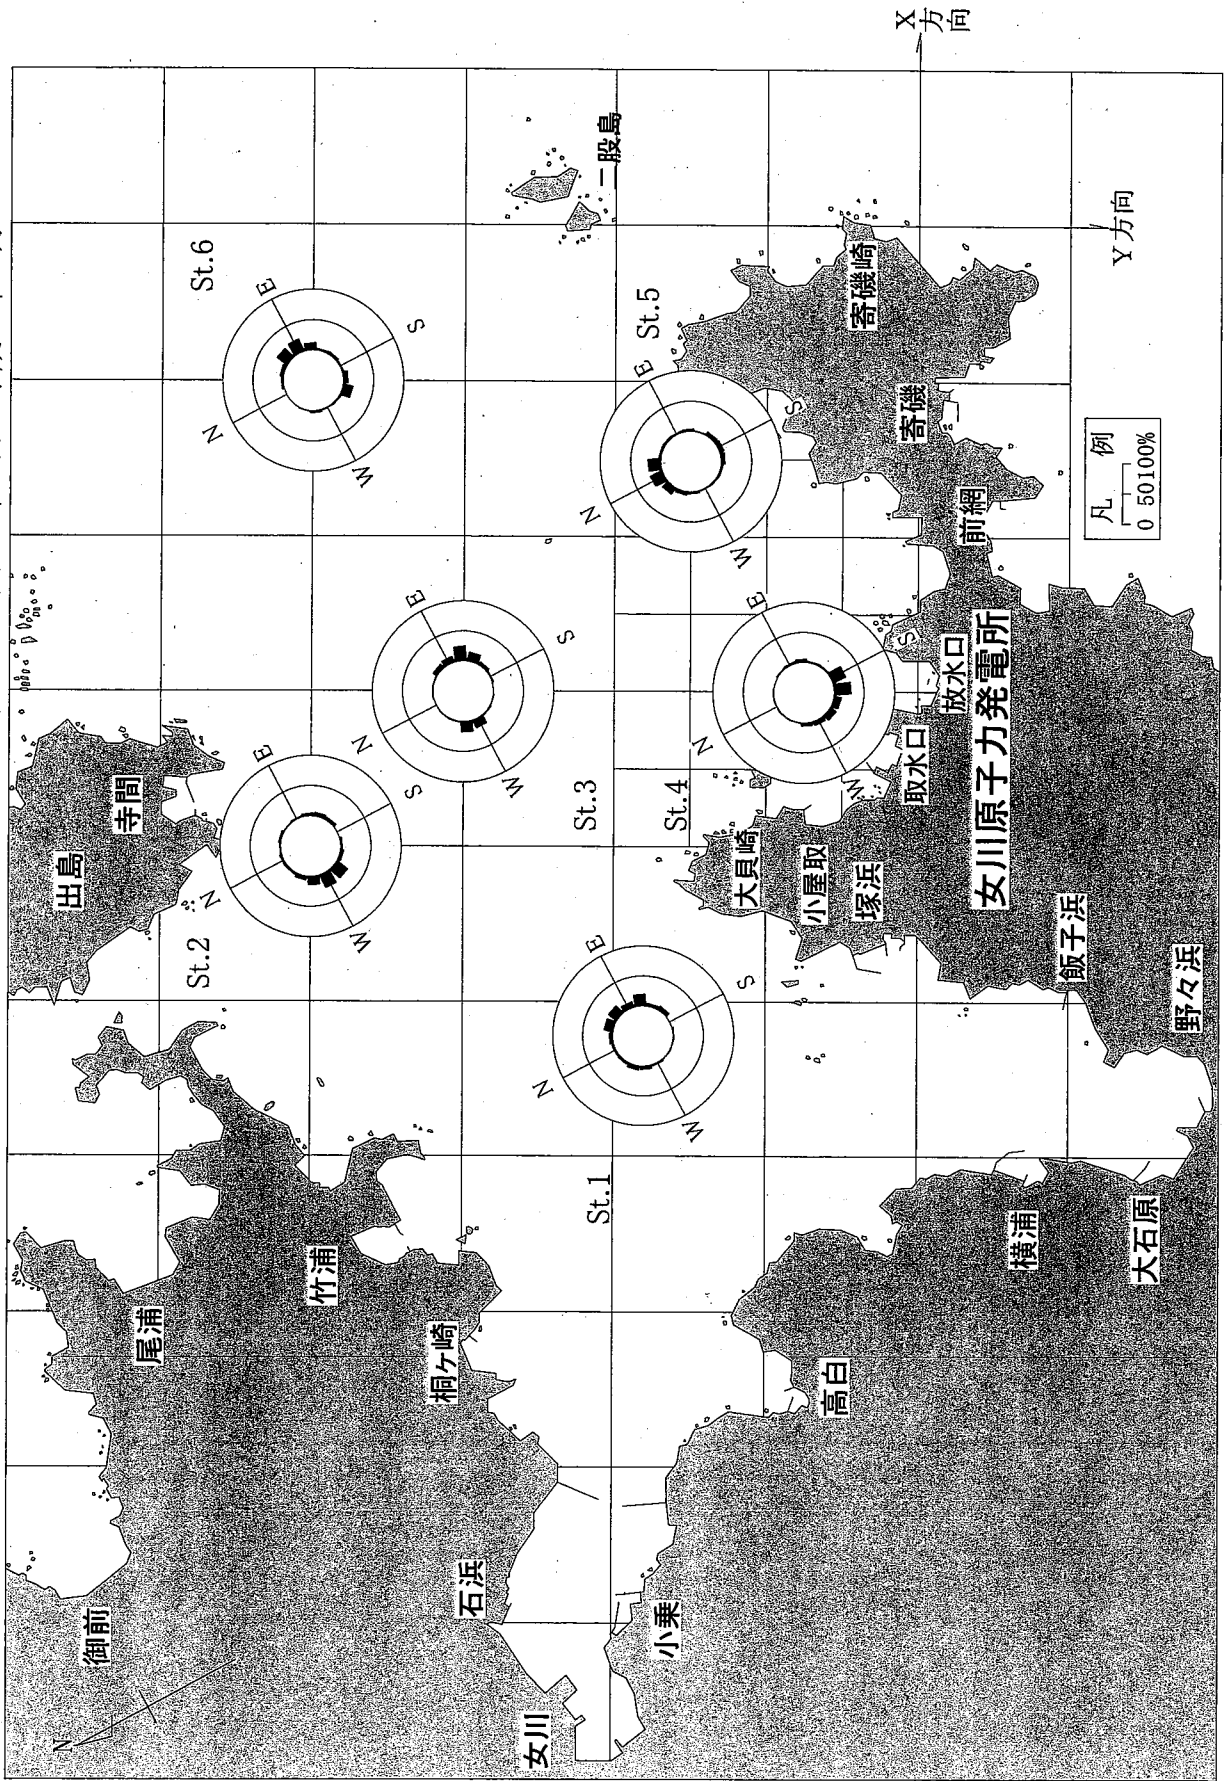 X方向
Y方向
二股島
St.6
N
E
S
W
St.5
N
E
S
W
寄磯崎
寄磯
前網
凡例
0 50100%
N
E
S
W
St.3
N
E
S
W
St.4
放水口
取水口
女川原子力発電所
出島
寺間
N
E
S
W
St.2
大貝崎
小屋取
塚浜
飯子浜
野々浜
N
E
S
W
St.1
竹浦
尾浦
桐ヶ崎
横浦
大石原
高白
御前
石浜
小乗
女川
N